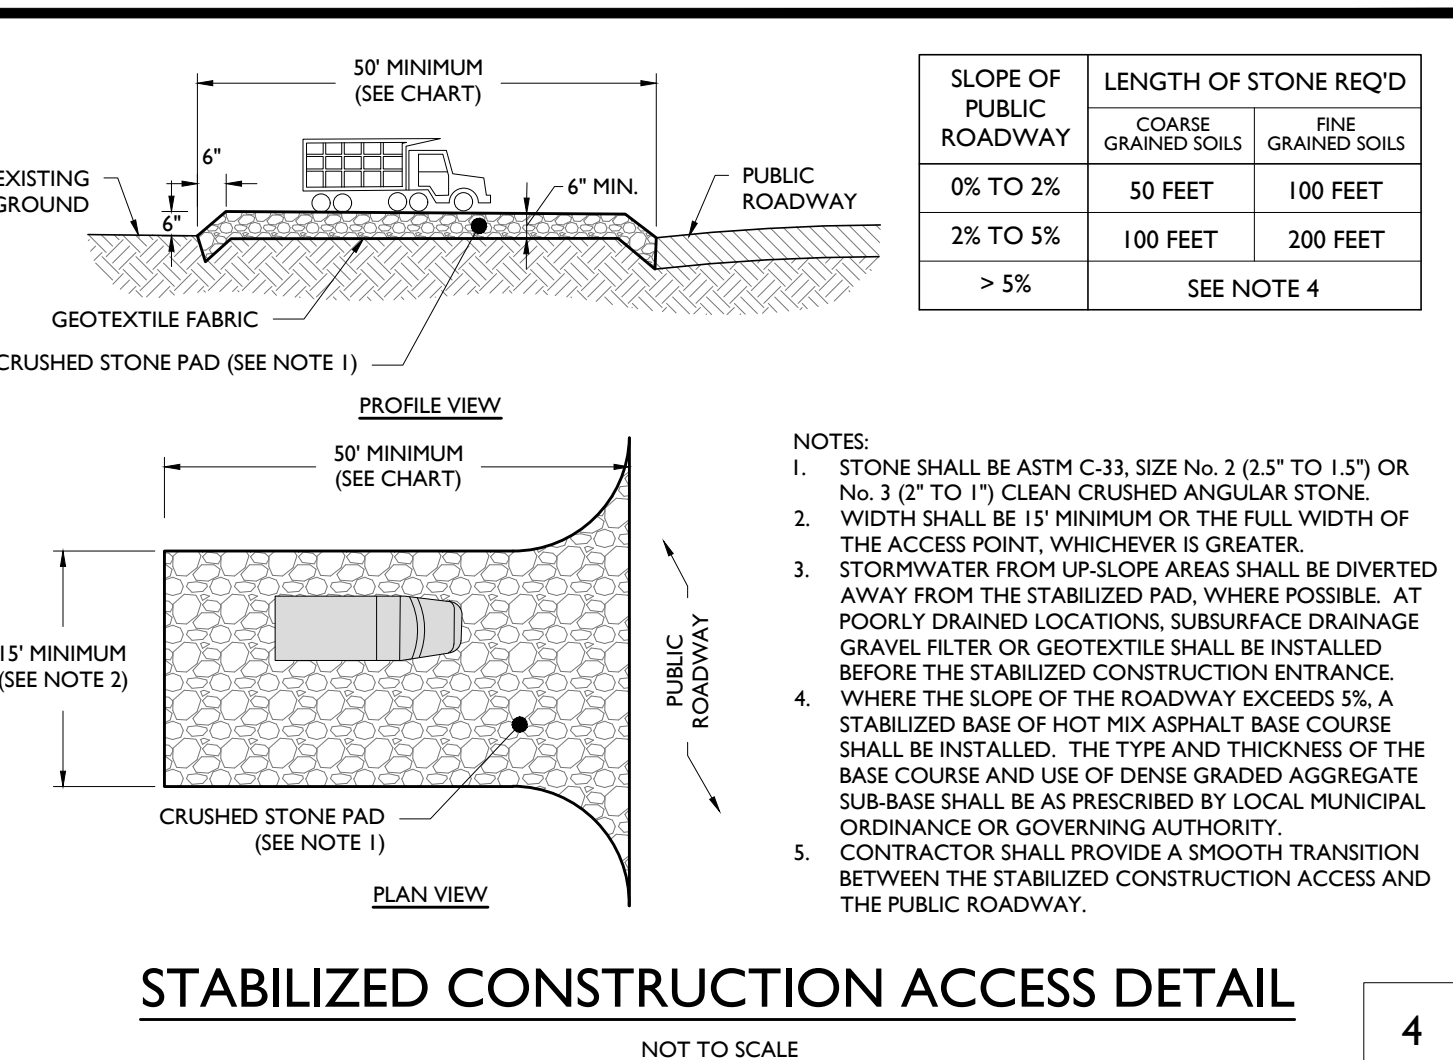 50' MINIMUM
(SEE CHART)
6"
6"
6" MIN.
EXISTING
GROUND
PUBLIC
ROADWAY
GEOTEXTILE FABRIC
CRUSHED STONE PAD (SEE NOTE 1)
PROFILE VIEW
SLOPE OF
PUBLIC
ROADWAY
LENGTH OF STONE REQ'D
COARSE
GRAINED SOILS
FINE
GRAINED SOILS
0% TO 2% 50 FEET 100 FEET
2% TO 5% 100 FEET 200 FEET
> 5% SEE NOTE 4
50' MINIMUM
(SEE CHART)
15' MINIMUM
(SEE NOTE 2)
PUBLIC
ROADWAY
CRUSHED STONE PAD
(SEE NOTE 1)
PLAN VIEW
NOTES:
1. STONE SHALL BE ASTM C-33, SIZE No. 2 (2.5" TO 1.5") OR
No. 3 (2" TO 1") CLEAN CRUSHED ANGULAR STONE.
2. WIDTH SHALL BE 15' MINIMUM OR THE FULL WIDTH OF
THE ACCESS POINT, WHICHEVER IS GREATER.
3. STORMWATER FROM UP-SLOPE AREAS SHALL BE DIVERTED
AWAY FROM THE STABILIZED PAD, WHERE POSSIBLE. AT
POORLY DRAINED LOCATIONS, SUBSURFACE DRAINAGE
GRAVEL FILTER OR GEOTEXTILE SHALL BE INSTALLED
BEFORE THE STABILIZED CONSTRUCTION ENTRANCE.
4. WHERE THE SLOPE OF THE ROADWAY EXCEEDS 5%, A
STABILIZED BASE OF HOT MIX ASPHALT BASE COURSE
SHALL BE INSTALLED. THE TYPE AND THICKNESS OF THE
BASE COURSE AND USE OF DENSE GRADED AGGREGATE
SUB-BASE SHALL BE AS PRESCRIBED BY LOCAL MUNICIPAL
ORDINANCE OR GOVERNING AUTHORITY.
5. CONTRACTOR SHALL PROVIDE A SMOOTH TRANSITION
BETWEEN THE STABILIZED CONSTRUCTION ACCESS AND
THE PUBLIC ROADWAY.
STABILIZED CONSTRUCTION ACCESS DETAIL
NOT TO SCALE
4